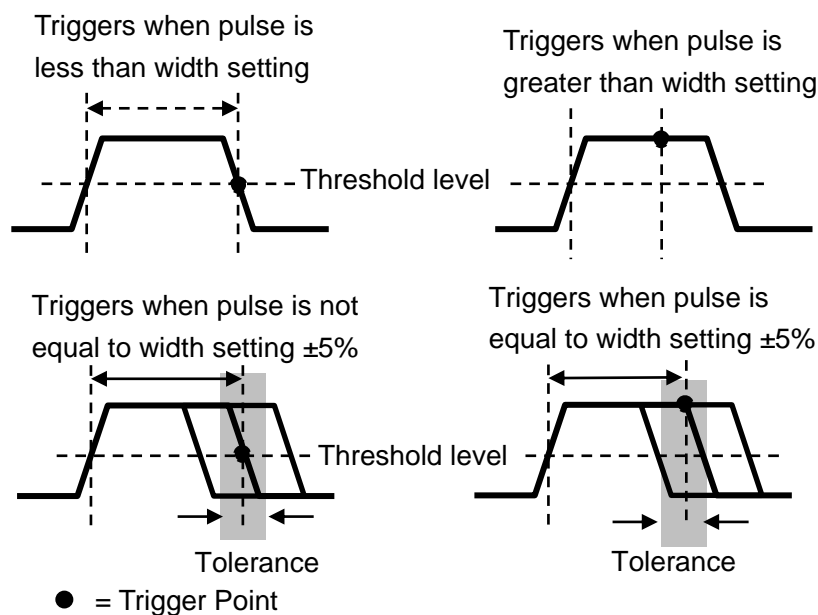 Triggers when pulse is
less than width setting
Triggers when pulse is
greater than width setting
Threshold level
Triggers when pulse is not
equal to width setting ±5%
Triggers when pulse is
equal to width setting ±5%
Threshold level
Tolerance
Tolerance
= Trigger Point